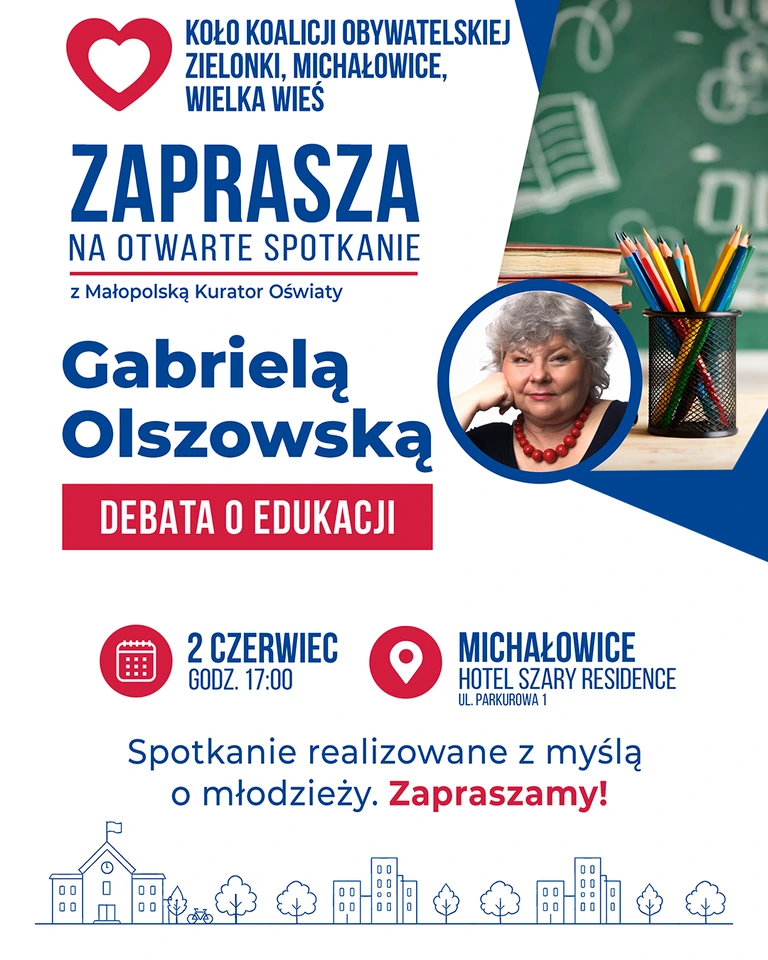 KOŁO KOALICJI OBYWATELSKIEJ
ZIELONKI, MICHAŁOWICE,
WIELKA WIEŚ
ZAPRASZA
NA OTWARTE SPOTKANIE
z Małopolską Kurator Oświaty
Gabrielą
Olszowską
DEBATA O EDUKACJI
2 CZERWIEC
GODZ. 17:00
MICHAŁOWICE
HOTEL SZARY RESIDENCE
UL. PARKUROWA 1
Spotkanie realizowane z myślą
o młodzieży. Zapraszamy!